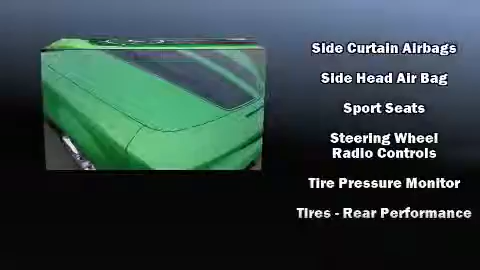 Side Curtain Airbags
Side Head Air Bag
Sport Seats
Steering Wheel
Radio Controls
Tire Pressure Monitor
Tires - Rear Performance